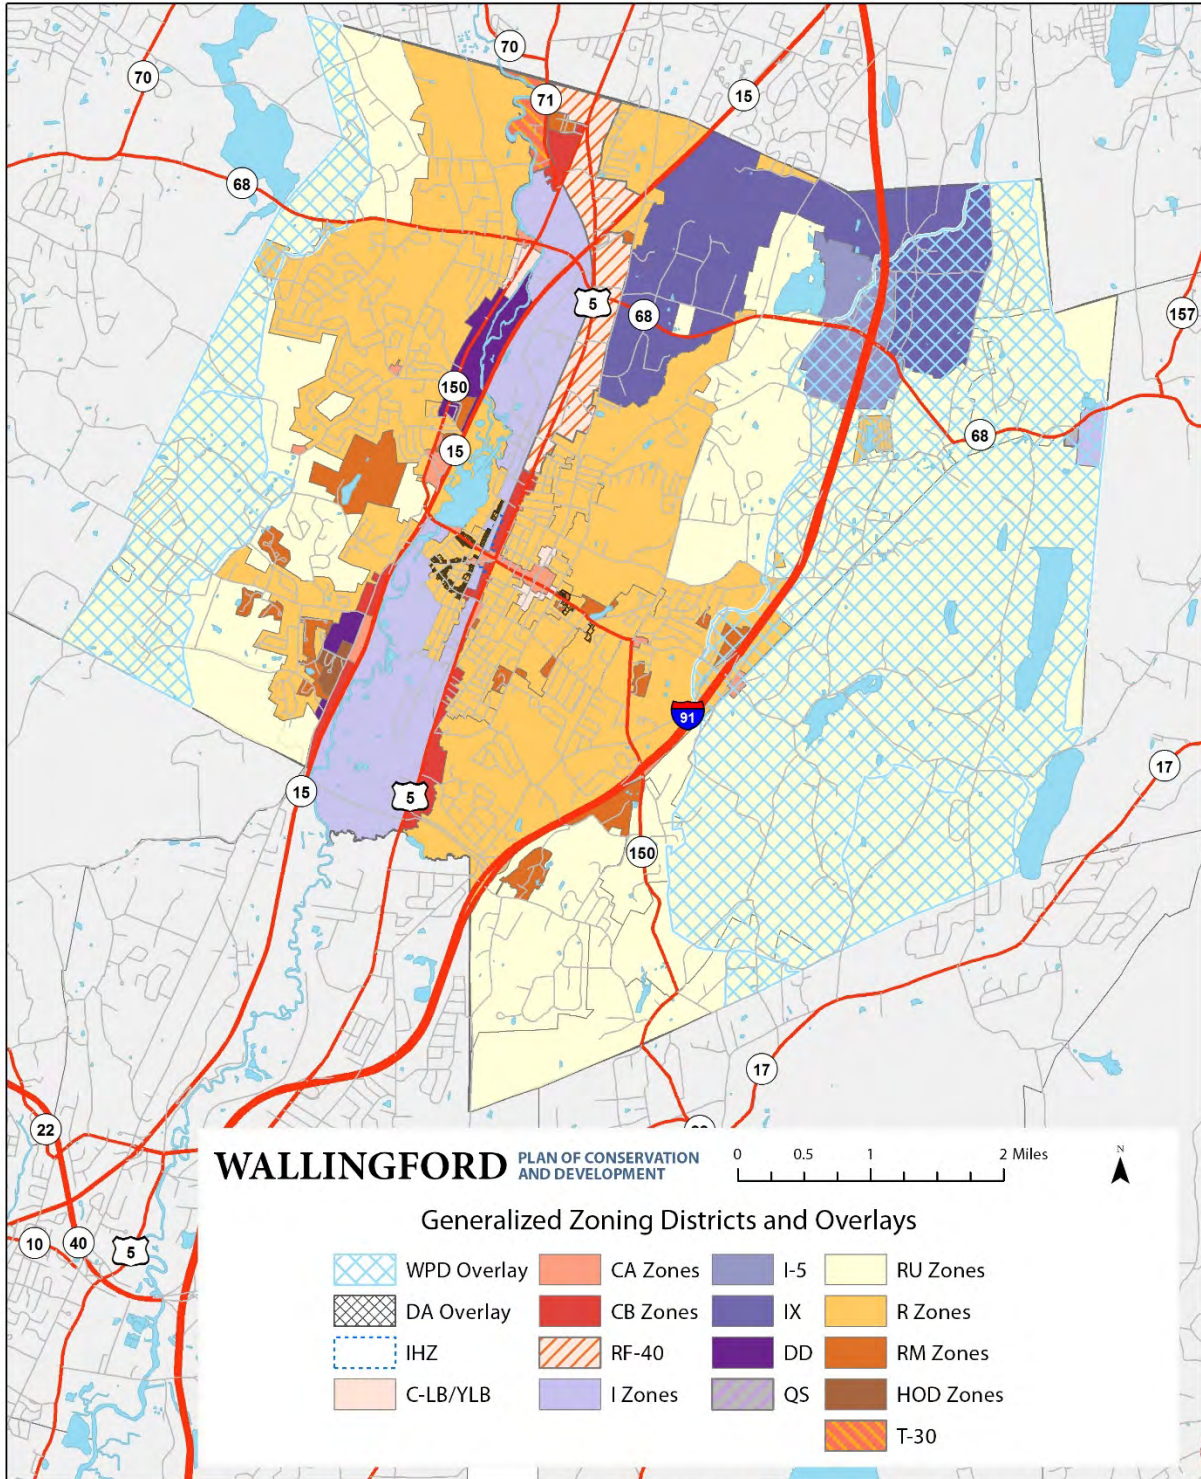 70
70
71
15
68
68
157
5
68
150
15
68
91
15
5
17
150
17
22
10
40
5
WALLINGFORD PLAN OF CONSERVATION
AND DEVELOPMENT
0 0.5 1 2 Miles
N
Generalized Zoning Districts and Overlays
WPD Overlay CA Zones I-5 RU Zones
DA Overlay CB Zones IX R Zones
IHZ RF-40 DD RM Zones
C-LB/YLB I Zones QS HOD Zones
T-30